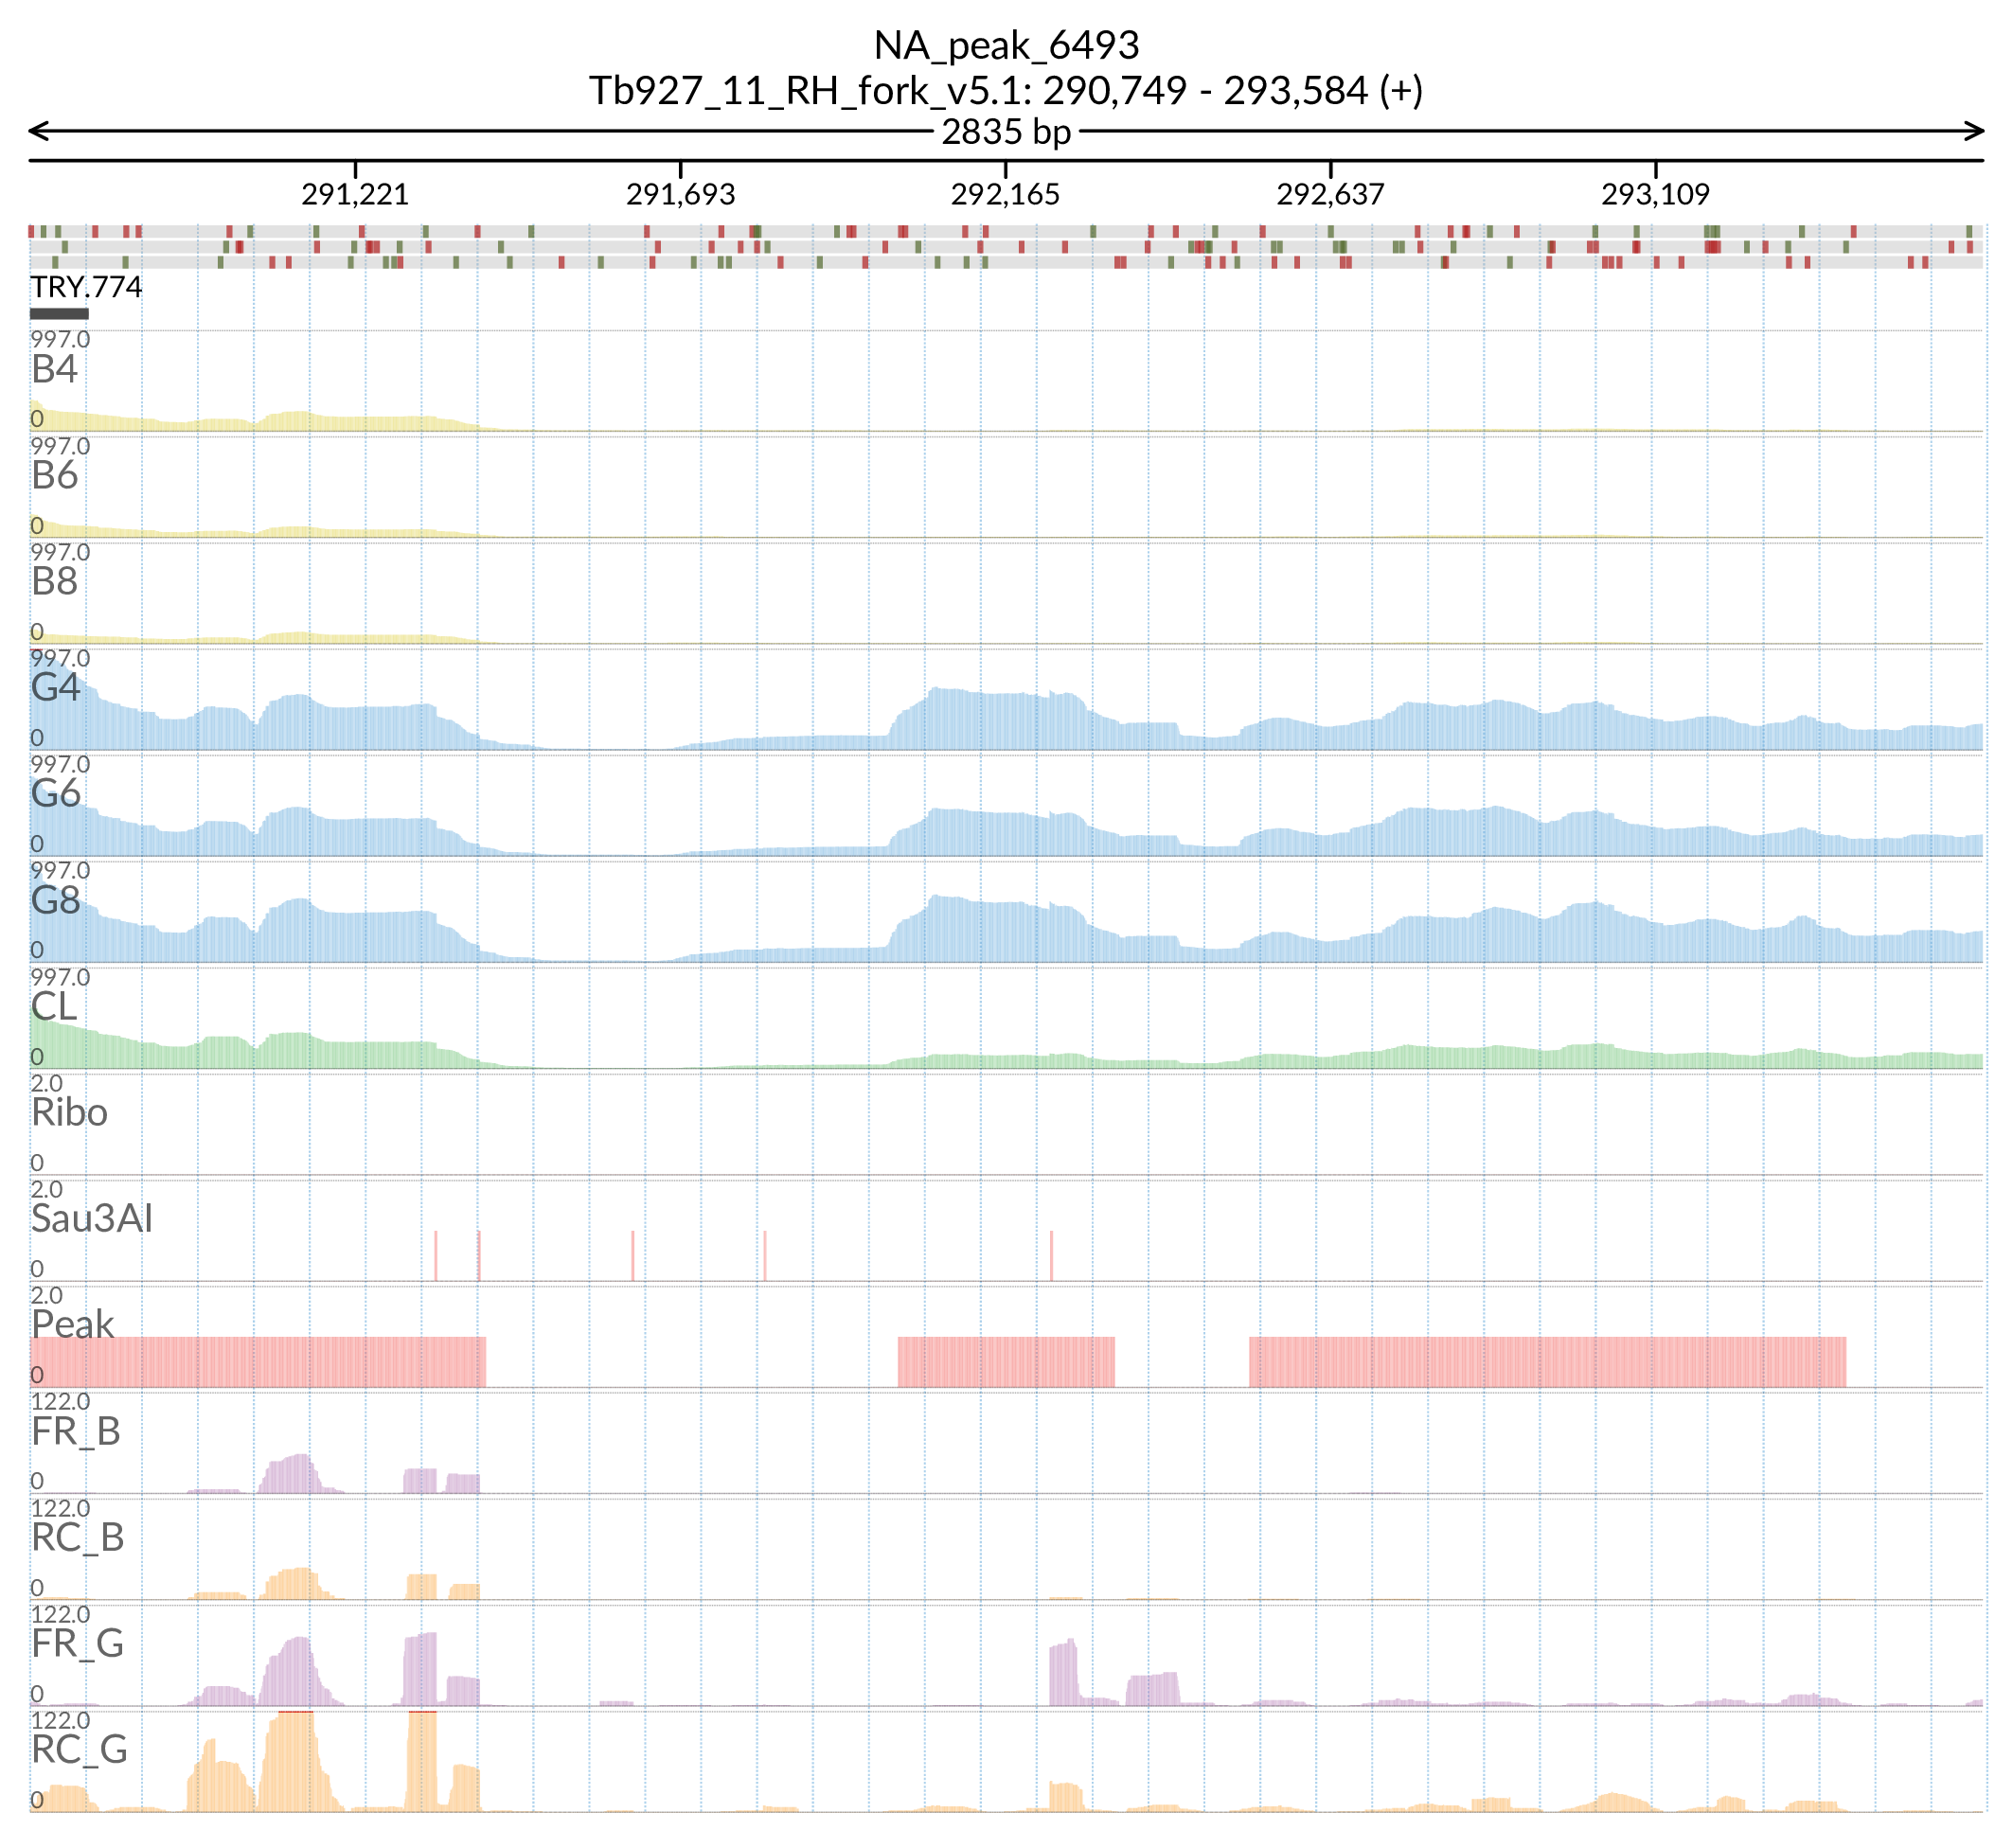 NA_peak_6493
Tb927_11_RH_fork_v5.1: 290,749 - 293,584 (+)
2835 bp
291,221 291,693 292,165 292,637 293,109
TRY.774
997.0
B4
0
997.0
B6
0
997.0
B8
0
997.0
G4
0
997.0
G6
0
997.0
G8
0
997.0
CL
0
2.0
Ribo
0
2.0
Sau3AI
0
2.0
Peak
0
122.0
FR_B
0
122.0
RC_B
0
122.0
FR_G
0
122.0
RC_G
0